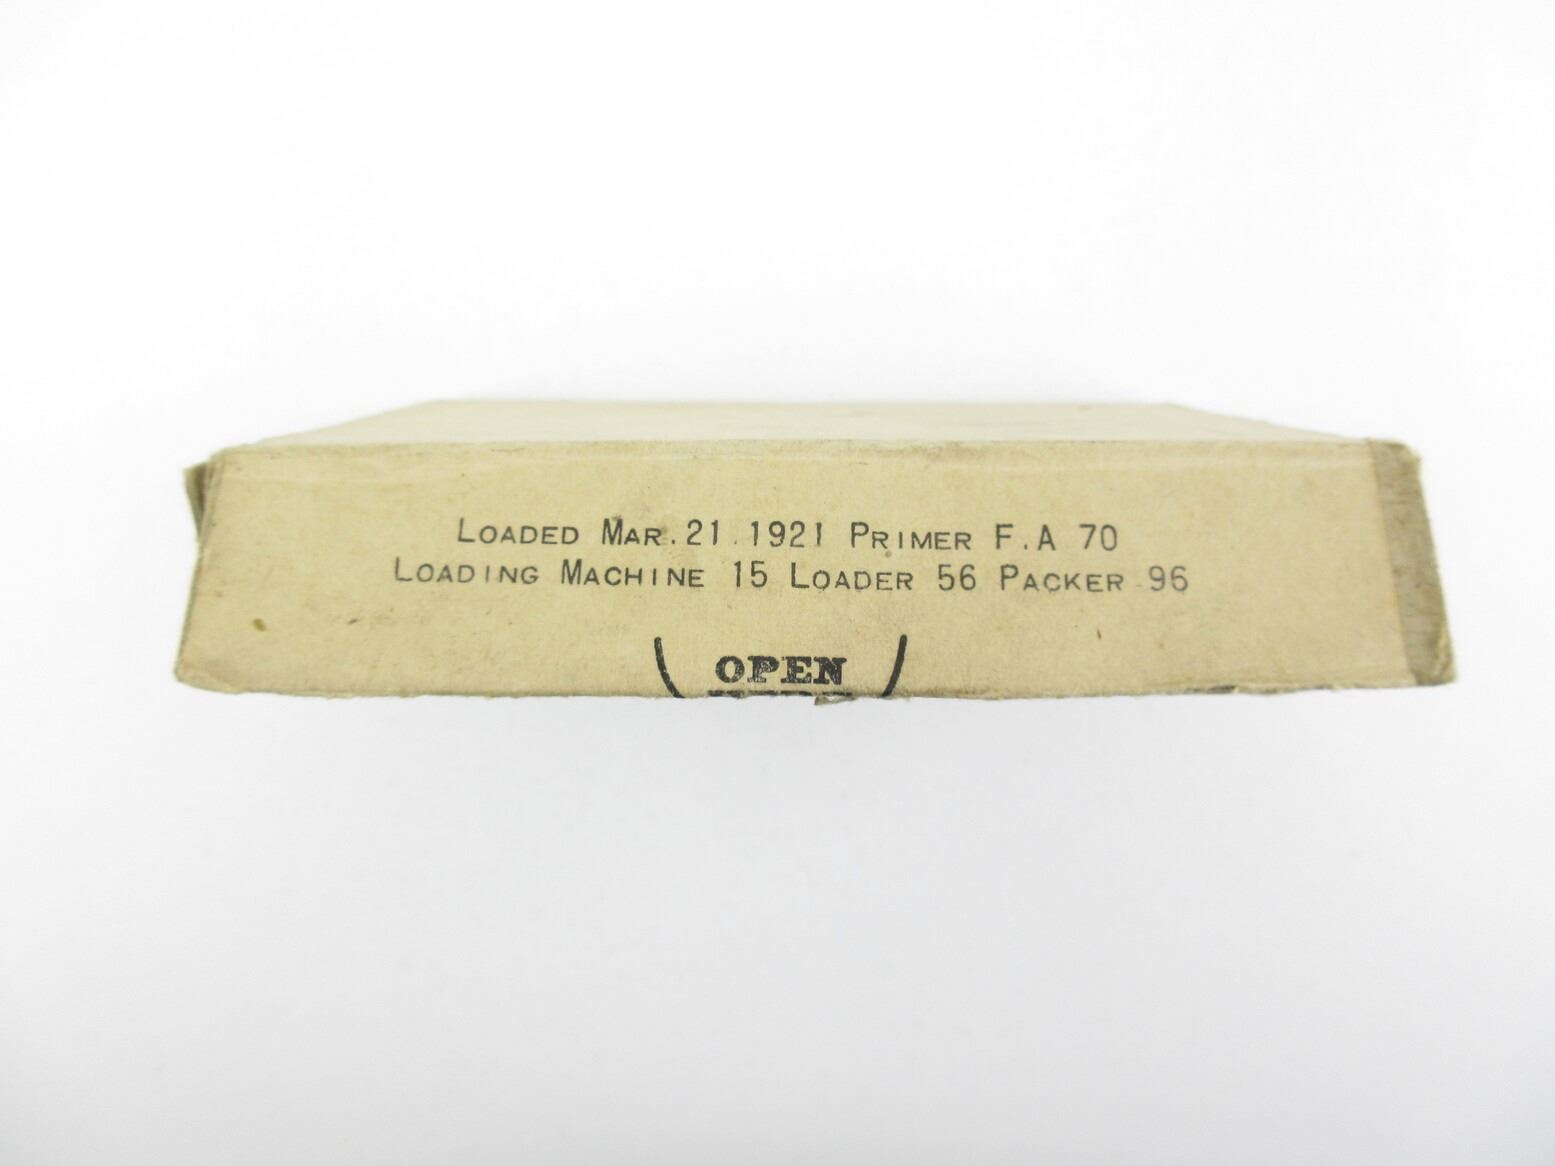 LOADED MAR. 21 1921 PRIMER F.A 70
LOADING MACHINE 15 LOADER 56 PACKER 96
OPEN